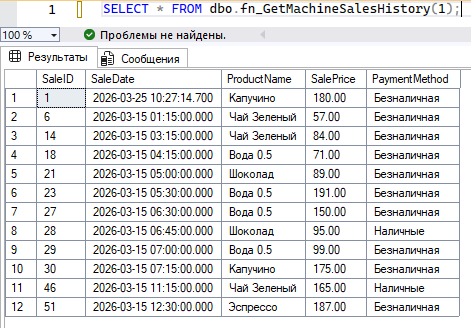 1 SELECT * FROM dbo.fn_GetMachineSalesHistory(1);
100 % Проблемы не найдены.
Результаты Сообщения
SaleID SaleDate ProductName SalePrice PaymentMethod
1 1 2026-03-25 10:27:14.700 Капучино 180.00 Безналичная
2 6 2026-03-15 01:15:00.000 Чай Зеленый 57.00 Безналичная
3 14 2026-03-15 03:15:00.000 Чай Зеленый 84.00 Безналичная
4 18 2026-03-15 04:15:00.000 Вода 0.5 71.00 Безналичная
5 21 2026-03-15 05:00:00.000 Шоколад 89.00 Безналичная
6 23 2026-03-15 05:30:00.000 Вода 0.5 191.00 Безналичная
7 27 2026-03-15 06:30:00.000 Вода 0.5 150.00 Безналичная
8 28 2026-03-15 06:45:00.000 Шоколад 95.00 Наличные
9 29 2026-03-15 07:00:00.000 Вода 0.5 99.00 Безналичная
10 30 2026-03-15 07:15:00.000 Капучино 175.00 Безналичная
11 46 2026-03-15 11:15:00.000 Чай Зеленый 165.00 Наличные
12 51 2026-03-15 12:30:00.000 Эспрессо 187.00 Безналичная